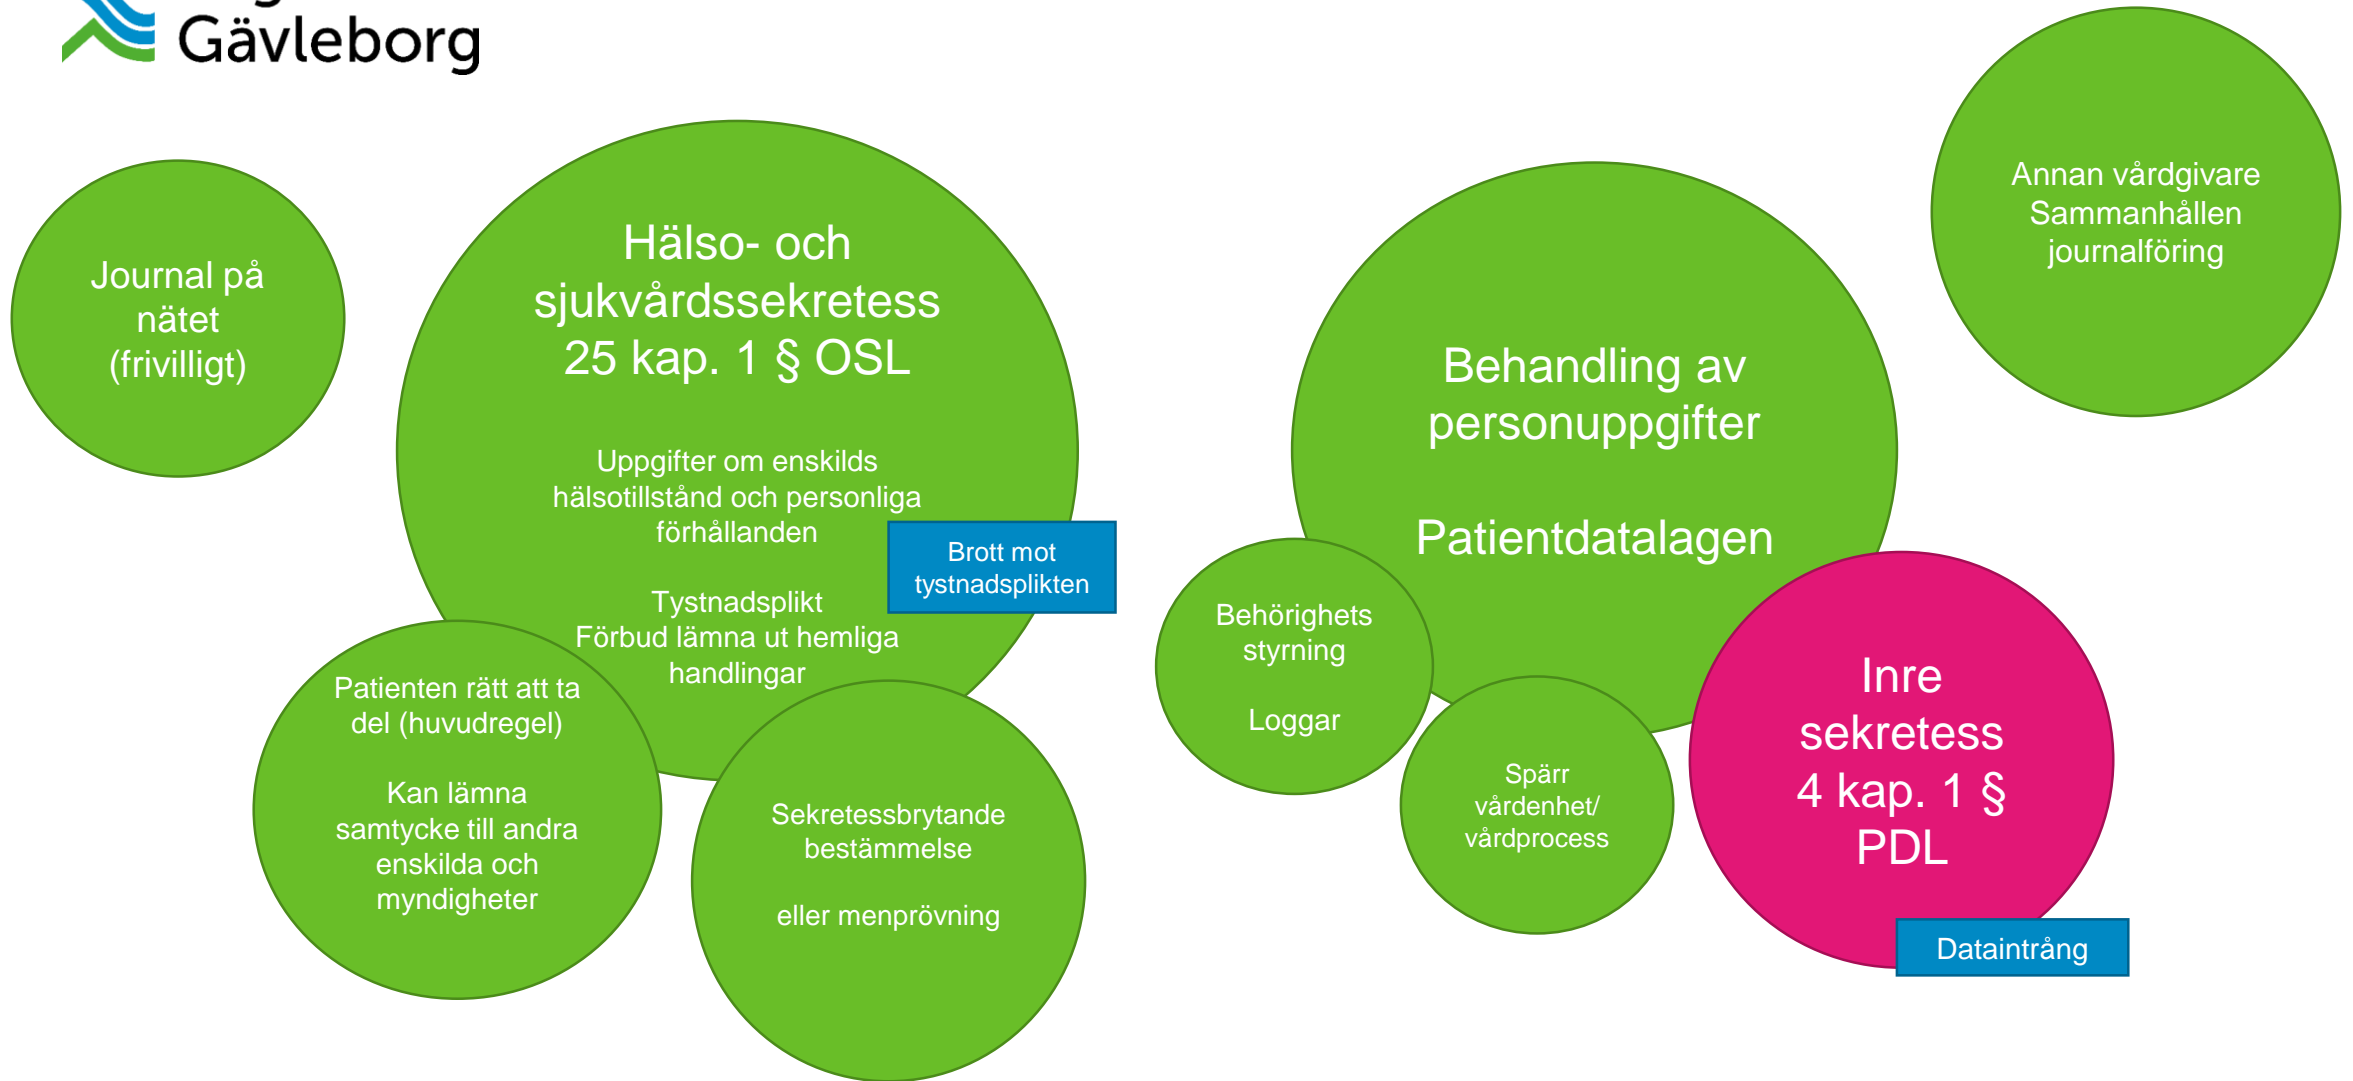 Gävleborg
Journal på
nätet
(frivilligt)
Hälso- och
sjukvårdssekretess
25 kap. 1 § OSL
Uppgifter om enskilds
hälsotillstånd och personliga
förhållanden
Tystnadsplikt
Förbud lämna ut hemliga
handlingar
Brott mot
tystnadsplikten
Patienten rätt att ta
del (huvudregel)
Kan lämna
samtycke till andra
enskilda och
myndigheter
Sekretessbrytande
bestämmelse
eller menprövning
Behandling av
personuppgifter
Patientdatalagen
Behörighets
styrning
Loggar
Spärr
vårdenhet/
vårdprocess
Inre
sekretess
4 kap. 1 §
PDL
Dataintrång
Annan vårdgivare
Sammanhållen
journalföring